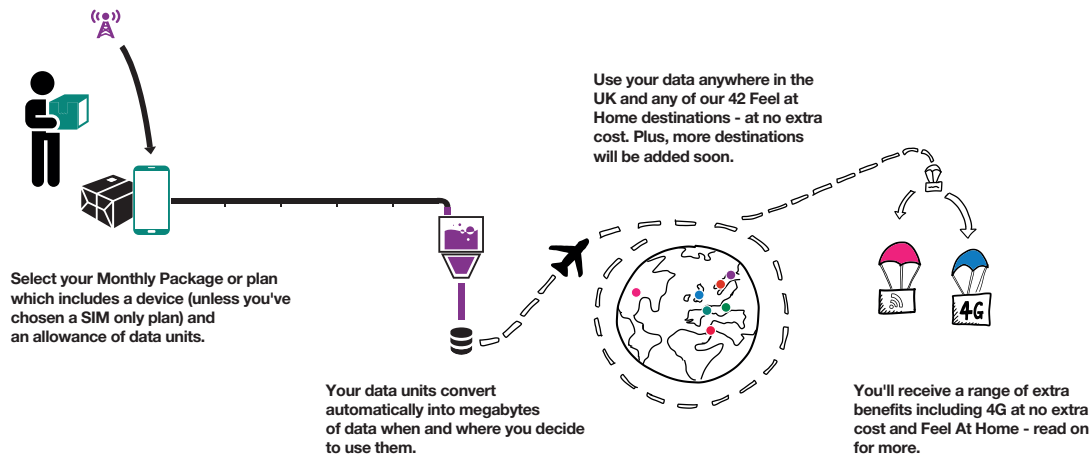 Select your Monthly Package or plan
which includes a device (unless you've
chosen a SIM only plan) and
an allowance of data units.
Your data units convert
automatically into megabytes
of data when and where you decide
to use them.
Use your data anywhere in the
UK and any of our 42 Feel at
Home destinations - at no extra
cost. Plus, more destinations
will be added soon.
4G
You'll receive a range of extra
benefits including 4G at no extra
cost and Feel At Home - read on
for more.